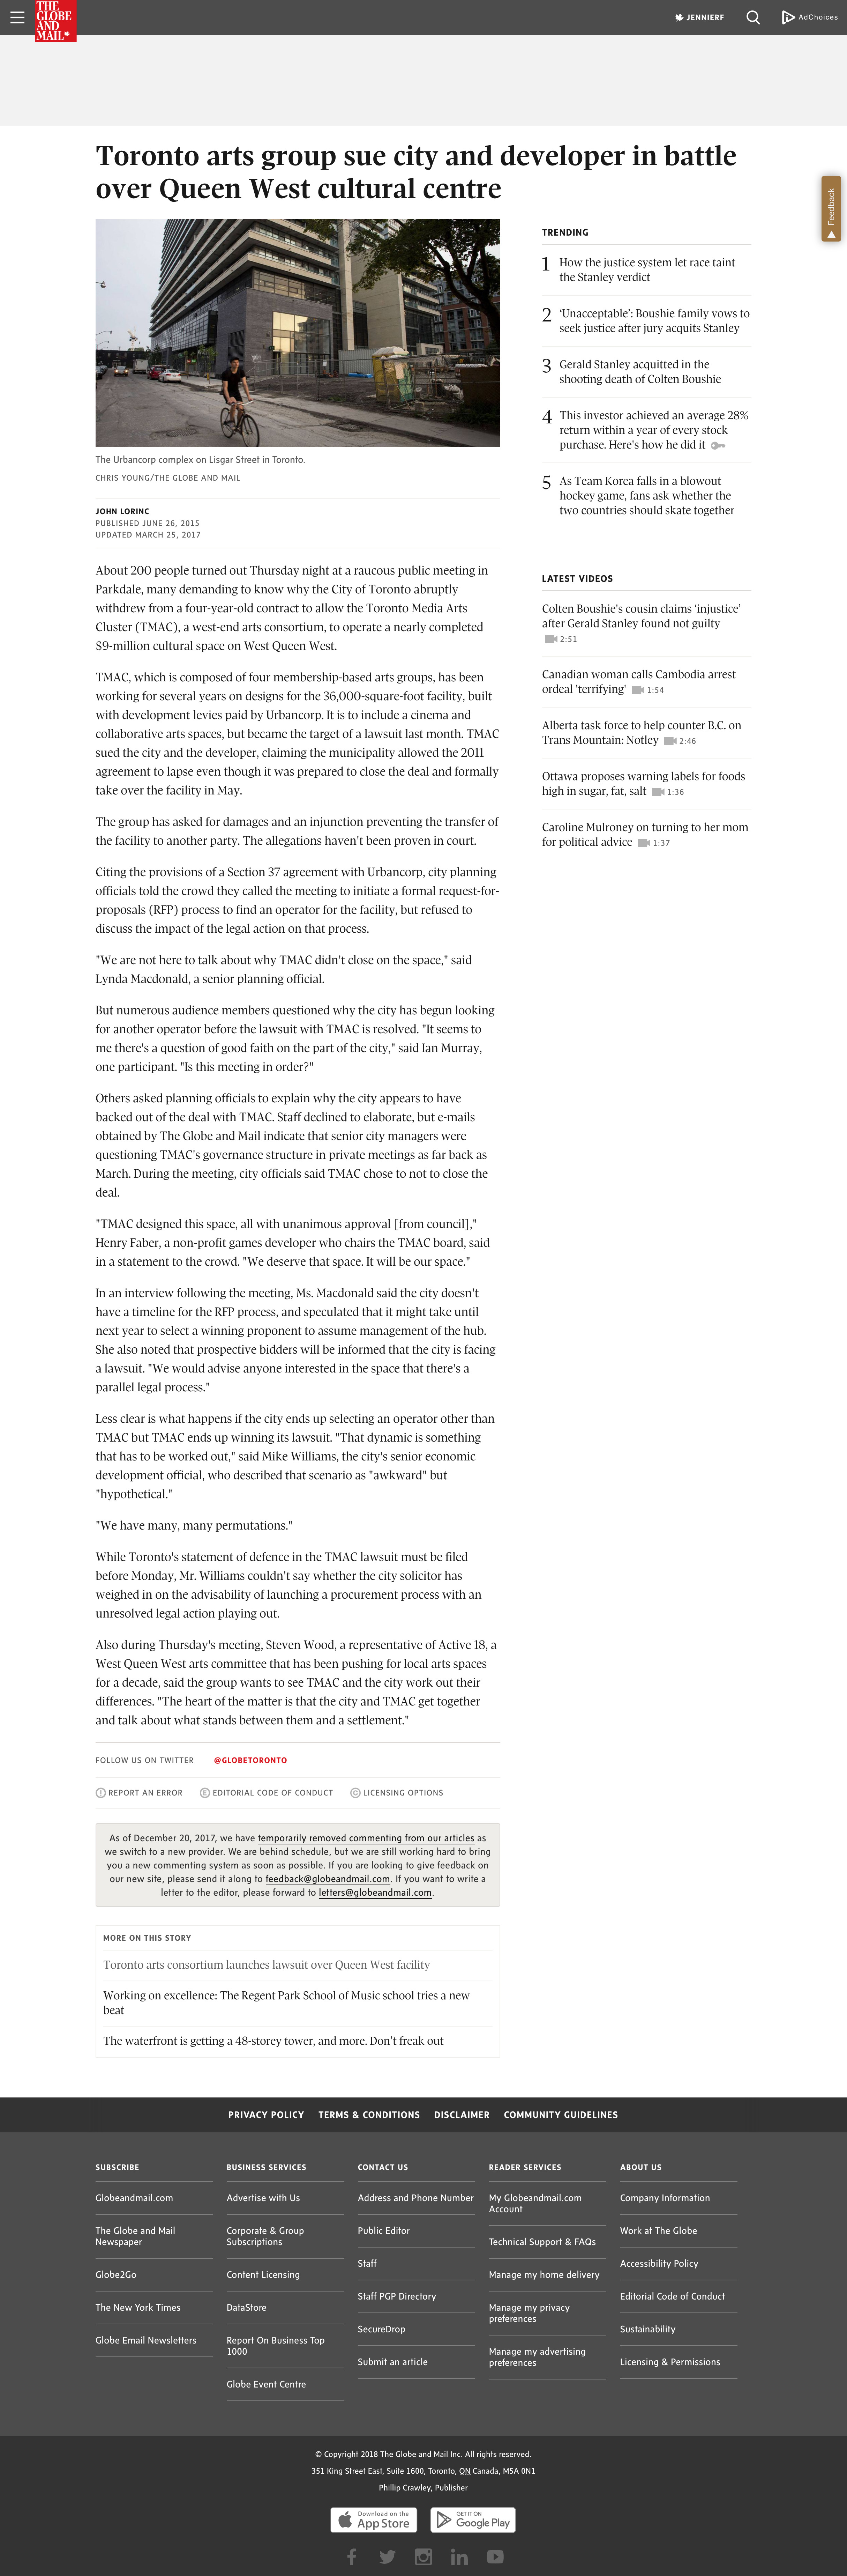 THE
GLOBE
AND
MAIL
JENNIERF
AdChoices
Toronto arts group sue city and developer in battle
over Queen West cultural centre
Feedback
The Urbancorp complex on Lisgar Street in Toronto.
CHRIS YOUNG/THE GLOBE AND MAIL
JOHN LORINC
PUBLISHED JUNE 26, 2015
UPDATED MARCH 25, 2017
About 200 people turned out Thursday night at a raucous public meeting in
Parkdale, many demanding to know why the City of Toronto abruptly
withdrew from a four-year-old contract to allow the Toronto Media Arts
Cluster (TMAC), a west-end arts consortium, to operate a nearly completed
$9-million cultural space on West Queen West.
TMAC, which is composed of four membership-based arts groups, has been
working for several years on designs for the 36,000-square-foot facility, built
with development levies paid by Urbancorp. It is to include a cinema and
collaborative arts spaces, but became the target of a lawsuit last month. TMAC
sued the city and the developer, claiming the municipality allowed the 2011
agreement to lapse even though it was prepared to close the deal and formally
take over the facility in May.
The group has asked for damages and an injunction preventing the transfer of
the facility to another party. The allegations haven't been proven in court.
Citing the provisions of a Section 37 agreement with Urbancorp, city planning
officials told the crowd they called the meeting to initiate a formal request-for-
proposals (RFP) process to find an operator for the facility, but refused to
discuss the impact of the legal action on that process.
"We are not here to talk about why TMAC didn't close on the space," said
Lynda Macdonald, a senior planning official.
But numerous audience members questioned why the city has begun looking
for another operator before the lawsuit with TMAC is resolved. "It seems to
me there's a question of good faith on the part of the city," said Ian Murray,
one participant. "Is this meeting in order?"
Others asked planning officials to explain why the city appears to have
backed out of the deal with TMAC. Staff declined to elaborate, but e-mails
obtained by The Globe and Mail indicate that senior city managers were
questioning TMAC's governance structure in private meetings as far back as
March. During the meeting, city officials said TMAC chose to not to close the
deal.
"TMAC designed this space, all with unanimous approval [from council],"
Henry Faber, a non-profit games developer who chairs the TMAC board, said
in a statement to the crowd. "We deserve that space. It will be our space."
In an interview following the meeting, Ms. Macdonald said the city doesn't
have a timeline for the RFP process, and speculated that it might take until
next year to select a winning proponent to assume management of the hub.
She also noted that prospective bidders will be informed that the city is facing
a lawsuit. "We would advise anyone interested in the space that there's a
parallel legal process."
Less clear is what happens if the city ends up selecting an operator other than
TMAC but TMAC ends up winning its lawsuit. "That dynamic is something
that has to be worked out," said Mike Williams, the city's senior economic
development official, who described that scenario as "awkward" but
"hypothetical."
"We have many, many permutations."
While Toronto's statement of defence in the TMAC lawsuit must be filed
before Monday, Mr. Williams couldn't say whether the city solicitor has
weighed in on the advisability of launching a procurement process with an
unresolved legal action playing out.
Also during Thursday's meeting, Steven Wood, a representative of Active 18, a
West Queen West arts committee that has been pushing for local arts spaces
for a decade, said the group wants to see TMAC and the city work out their
differences. "The heart of the matter is that the city and TMAC get together
and talk about what stands between them and a settlement."
FOLLOW US ON TWITTER @GLOBETORONTO
REPORT AN ERROR EDITORIAL CODE OF CONDUCT LICENSING OPTIONS
As of December 20, 2017, we have temporarily removed commenting from our articles as
we switch to a new provider. We are behind schedule, but we are still working hard to bring
you a new commenting system as soon as possible. If you are looking to give feedback on
our new site, please send it along to feedback@globeandmail.com. If you want to write a
letter to the editor, please forward to letters@globeandmail.com.
MORE ON THIS STORY
Toronto arts consortium launches lawsuit over Queen West facility
Working on excellence: The Regent Park School of Music school tries a new
beat
The waterfront is getting a 48-storey tower, and more. Don't freak out
TRENDING
1 How the justice system let race taint
the Stanley verdict
2 ‘Unacceptable’: Boushie family vows to
seek justice after jury acquits Stanley
3 Gerald Stanley acquitted in the
shooting death of Colten Boushie
4 This investor achieved an average 28%
return within a year of every stock
purchase. Here's how he did it
5 As Team Korea falls in a blowout
hockey game, fans ask whether the
two countries should skate together
LATEST VIDEOS
Colten Boushie's cousin claims ‘injustice’
after Gerald Stanley found not guilty
2:51
Canadian woman calls Cambodia arrest
ordeal 'terrifying' 1:54
Alberta task force to help counter B.C. on
Trans Mountain: Notley 2:46
Ottawa proposes warning labels for foods
high in sugar, fat, salt 1:36
Caroline Mulroney on turning to her mom
for political advice 1:37
PRIVACY POLICY TERMS & CONDITIONS DISCLAIMER COMMUNITY GUIDELINES
SUBSCRIBE
Globeandmail.com
The Globe and Mail
Newspaper
Globe2Go
The New York Times
Globe Email Newsletters
BUSINESS SERVICES
Advertise with Us
Corporate & Group
Subscriptions
Content Licensing
DataStore
Report On Business Top
1000
Globe Event Centre
CONTACT US
Address and Phone Number
Public Editor
Staff
Staff PGP Directory
SecureDrop
Submit an article
READER SERVICES
My Globeandmail.com
Account
Technical Support & FAQs
Manage my home delivery
Manage my privacy
preferences
Manage my advertising
preferences
ABOUT US
Company Information
Work at The Globe
Accessibility Policy
Editorial Code of Conduct
Sustainability
Licensing & Permissions
© Copyright 2018 The Globe and Mail Inc. All rights reserved.
351 King Street East, Suite 1600, Toronto, ON Canada, M5A 0N1
Phillip Crawley, Publisher
Download on the
App Store
GET IT ON
Google Play